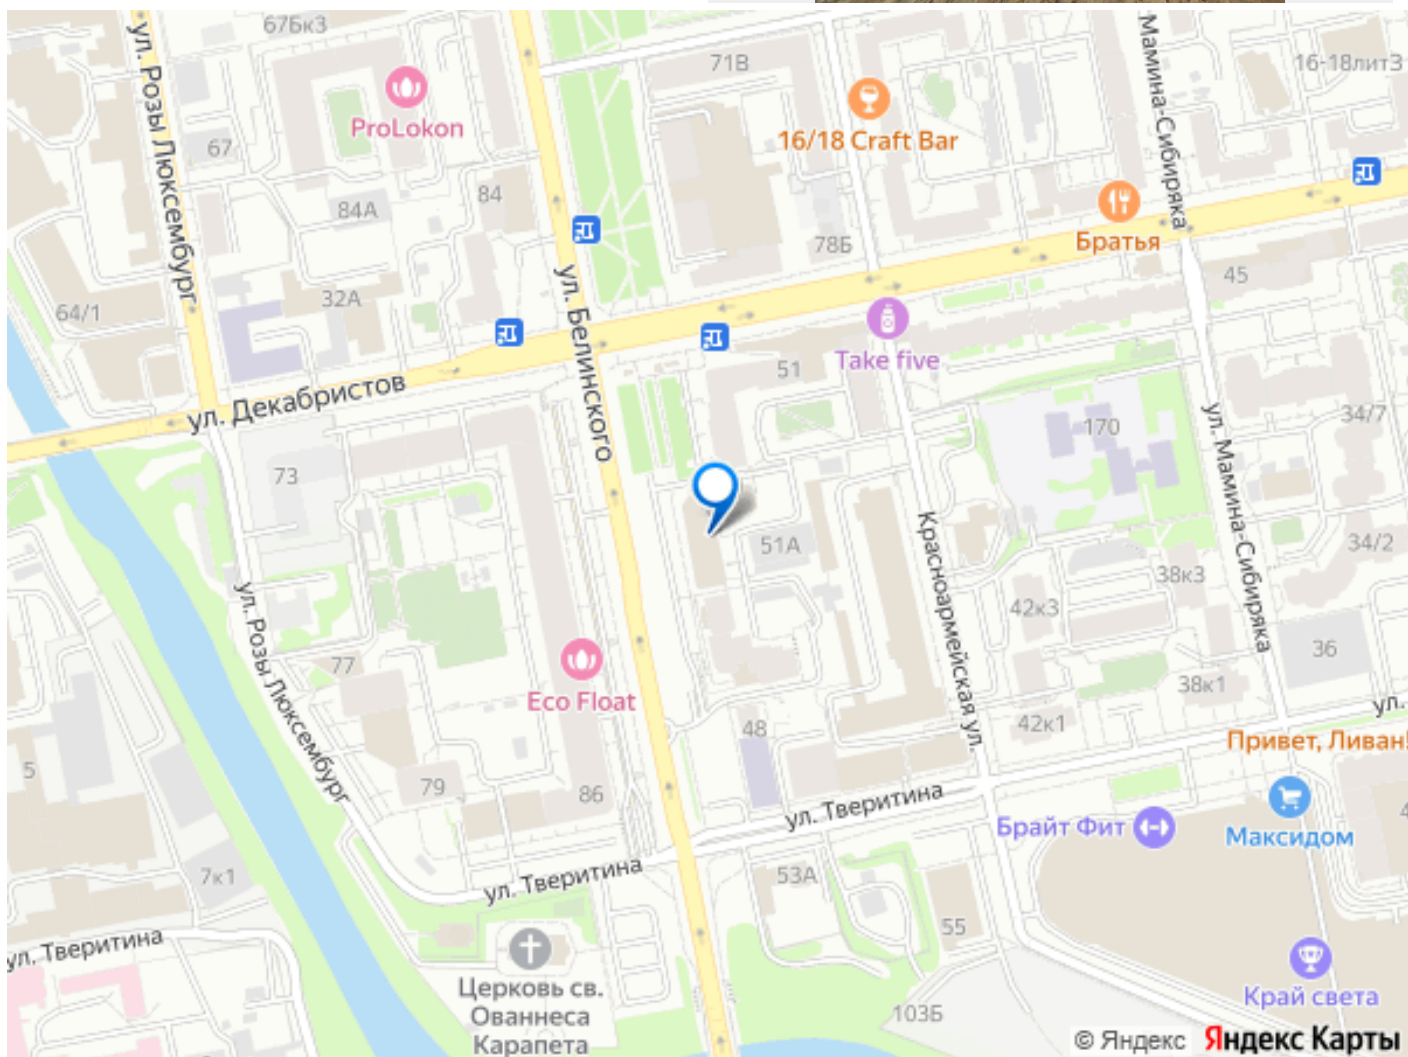 67Бк3
71В
16-18литЗ
ул. Розы Люксембург
Мамина-Сибиряка
ProLokon
16/18 Craft Bar
67
84
84А
Братья
78Б
45
ул. Белинского
64/1
32А
51
Take five
ул. Декабристов
34/7
170
73
ул. Мамина-Сибиряка
51А
Красноармейская ул.
34/2
38к3
42к3
ул. Розы Люксембург
77
36
38к1
Eco Float
48
42к1
ул.
Привет, Ливан!
5
79
86
ул. Тверитина
Брайт Фит
Максидом
7к1
ул. Тверитина
53А
55
ул. Тверитина
Церковь св.
Ованнеса
Карапета
Край света
103Б
© Яндекс Яндекс Карты